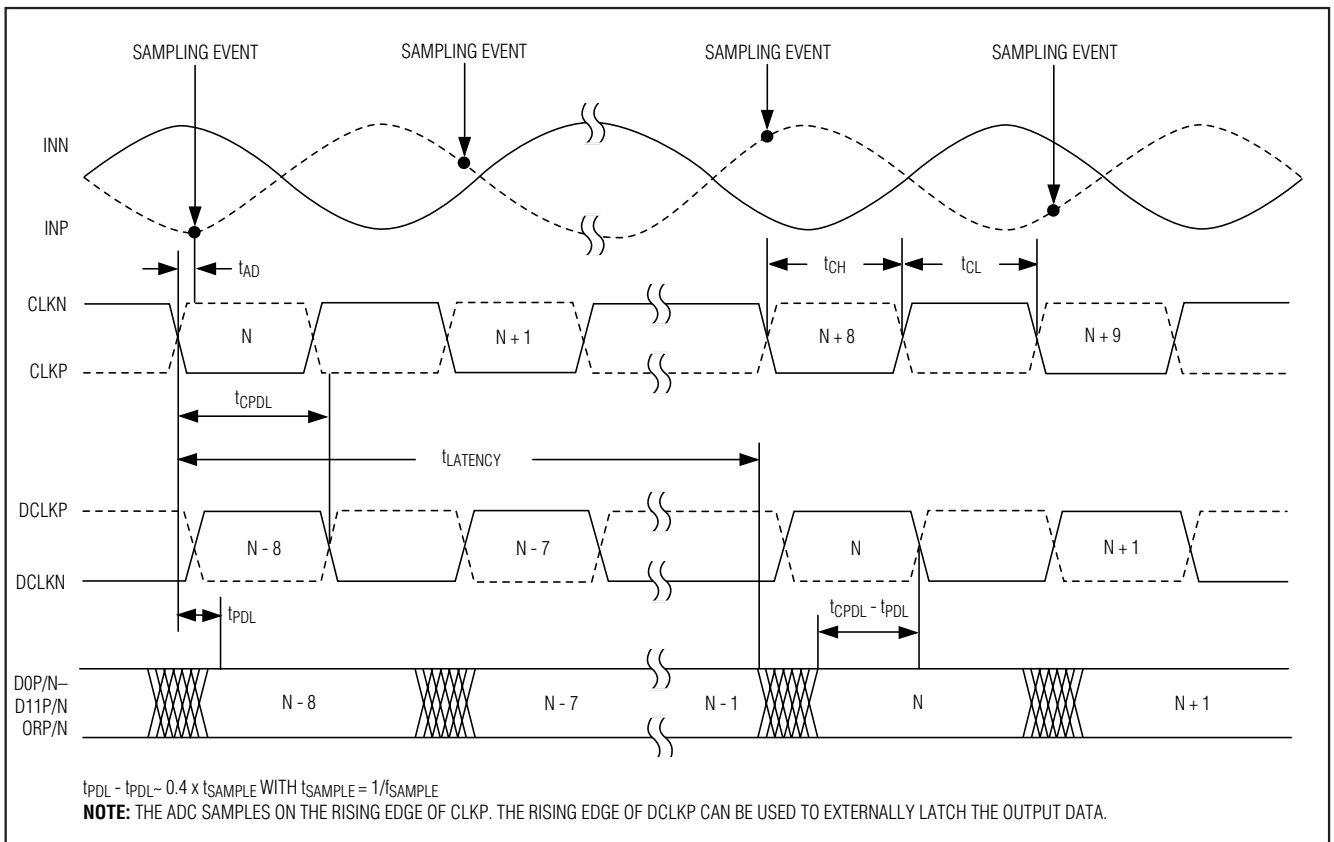 SAMPLING EVENT SAMPLING EVENT SAMPLING EVENT SAMPLING EVENT
INN
INP
tAD
tCH
tCL
CLKN
N
N + 1
N + 8
N + 9
CLKP
tCPDL
tLATENCY
DCLKP
N - 8
N - 7
N
N + 1
DCLKN
tPDL
tCPDL - tPDL
D0P/N–
D11P/N
ORP/N
N - 8
N - 7
N - 1
N
N + 1
tPDL - tPDL~ 0.4 x tSAMPLE WITH tSAMPLE = 1/fSAMPLE
NOTE: THE ADC SAMPLES ON THE RISING EDGE OF CLKP. THE RISING EDGE OF DCLKP CAN BE USED TO EXTERNALLY LATCH THE OUTPUT DATA.